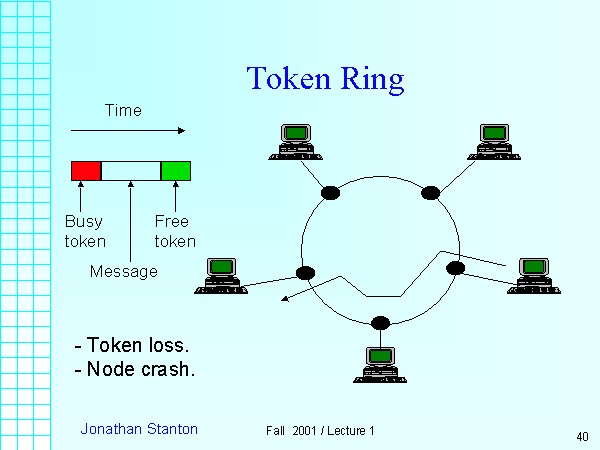 Token Ring
Time
Busy token
Free token
Message
- Token loss.
- Node crash.
Jonathan Stanton
Fall 2001 / Lecture 1
40